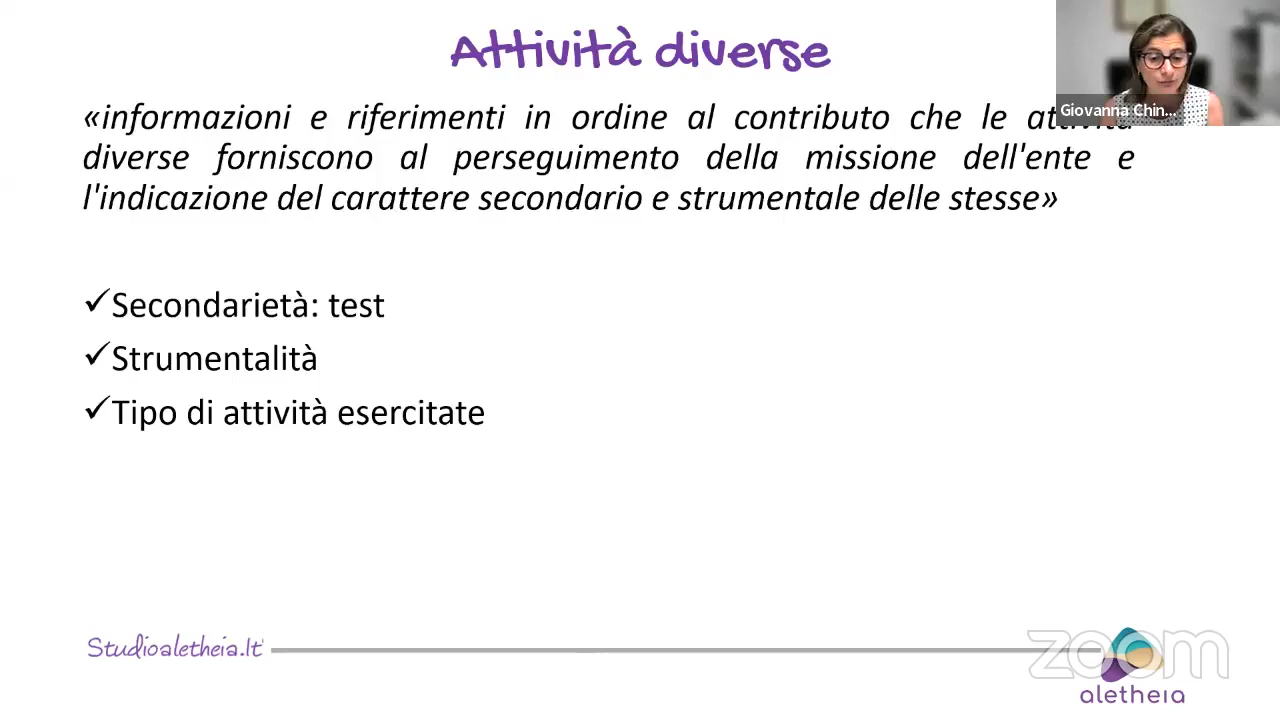 Attività diverse
Giovanna Chin...
«informazioni e riferimenti in ordine al contributo che le attività
diverse forniscono al perseguimento della missione dell'ente e
l'indicazione del carattere secondario e strumentale delle stesse»
✓Secondarietà: test
✓Strumentalità
✓Tipo di attività esercitate
Studioaletheia.It
zoom
aletheia